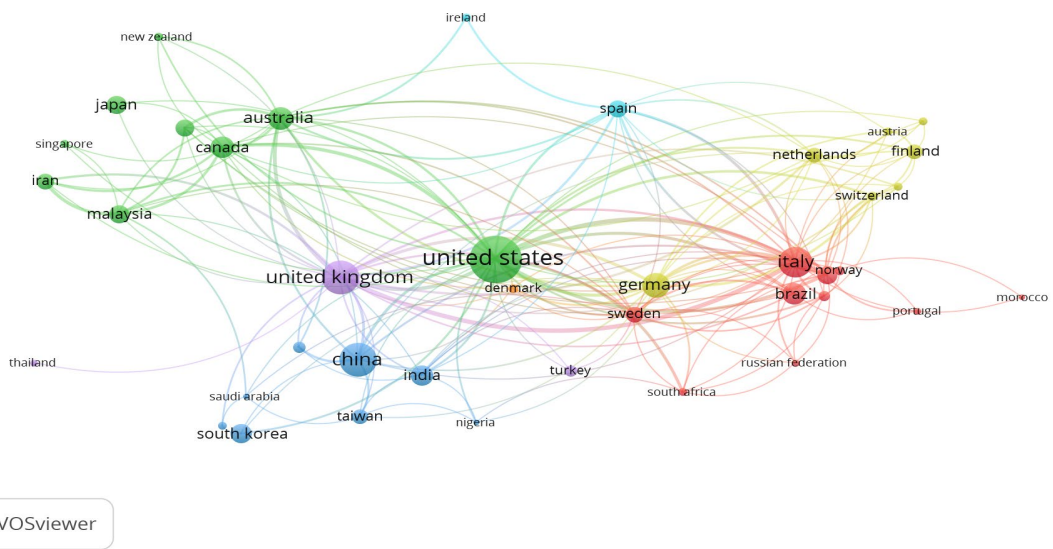 ireland
new zealand
japan
spain
australia
singapore
canada
austria
netherlands
finland
iran
malaysia
switzerland
united states
italy
norway
united kingdom
denmark
germany
brazil
morocco
sweden
portugal
thailand
china
india
turkey
russian federation
saudi arabia
south africa
taiwan
nigeria
south korea
VOSviewer